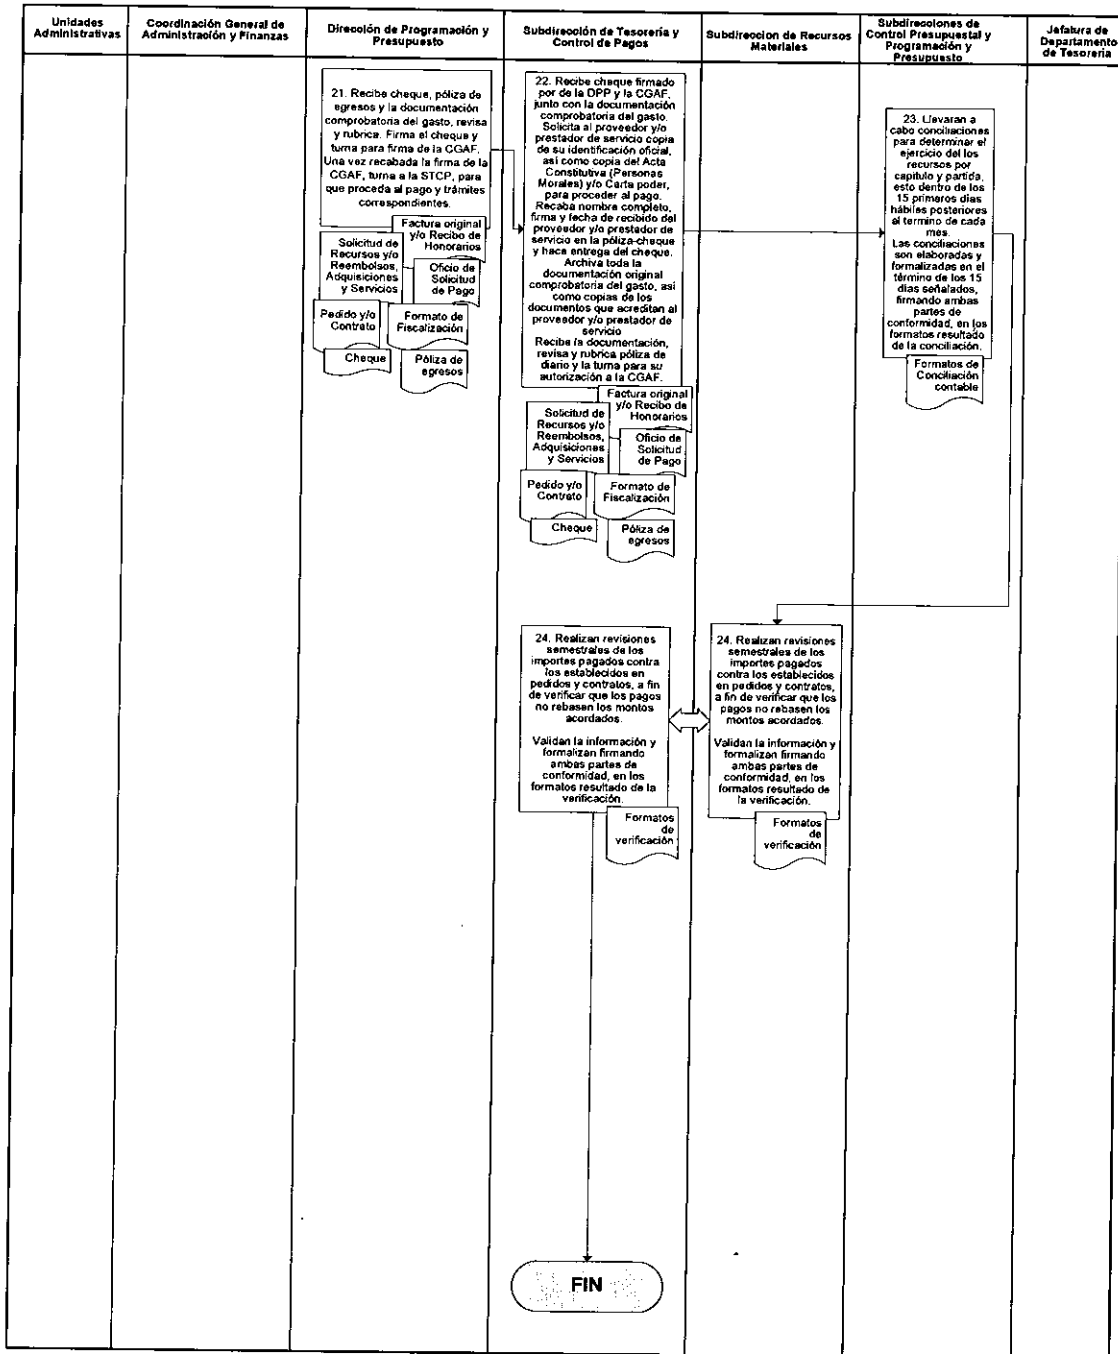 Unidades
Administrativas
Coordinación General de
Administración y Finanzas
Dirección de Programación y
Presupuesto
Subdirección de Tesorería y
Control de Pagos
Subdireccion de Recursos
Materiales
Subdirecciones de
Control Presupuestal y
Programación y
Presupuesto
Jefatura de
Departamento
de Tesorería
21. Recibe cheque, póliza de
egresos y la documentación
comprobatoria del gasto, revisa
y rubrica. Firma el cheque y
turna para firma de la CGAF.
Una vez recabada la firma de la
CGAF, turna a la STCP, para
que proceda al pago y trámites
correspondientes.
Factura original
y/o Recibo de
Honorarios
Solicitud de
Recursos y/o
Reembolsos,
Adquisiciones
y Servicios
Oficio de
Solicitud
de Pago
Pedido y/o
Contrato
Formato de
Fiscalización
Cheque
Póliza de
egresos
22. Recibe cheque firmado
por de la DPP y la CGAF,
junto con la documentación
comprobatoria del gasto.
Solicita al proveedor y/o
prestador de servicio copia
de su identificación oficial,
así como copia del Acta
Constitutiva (Personas
Morales) y/o Carta poder,
para proceder al pago.
Recaba nombre completo,
firma y fecha de recibido del
proveedor y/o prestador de
servicio en la póliza-cheque
y hace entrega del cheque.
Archiva toda la
documentación original
comprobatoria del gasto, así
como copias de los
documentos que acreditan al
proveedor y/o prestador de
servicio
Recibe la documentación,
revisa y rubrica póliza de
diario y la turna para su
autorización a la CGAF.
Factura original
y/o Recibo de
Honorarios
Solicitud de
Recursos y/o
Reembolsos,
Adquisiciones
y Servicios
Oficio de
Solicitud
de Pago
Pedido y/o
Contrato
Formato de
Fiscalización
Cheque
Póliza de
egresos
23. Llevaran a
cabo conciliaciones
para determinar el
ejercicio del los
recursos por
capítulo y partida,
esto dentro de los
15 primeros días
hábiles posteriores
al termino de cada
mes.
Las conciliaciones
son elaboradas y
formalizadas en el
término de los 15
días señalados,
firmando ambas
partes de
conformidad, en los
formatos resultado
de la conciliación.
Formatos de
Conciliación
contable
24. Realizan revisiones
semestrales de los
importes pagados contra
los establecidos en
pedidos y contratos, a fin
de verificar que los pagos
no rebasen los montos
acordados.
Validan la información y
formalizan firmando
ambas partes de
conformidad, en los
formatos resultado de la
verificación.
Formatos
de
verificación
24. Realizan revisiones
semestrales de los
importes pagados
contra los establecidos
en pedidos y contratos,
a fin de verificar que los
pagos no rebasen los
montos acordados.
Validan la información y
formalizan firmando
ambas partes de
conformidad, en los
formatos resultado de
la verificación.
Formatos
de
verificación
FIN